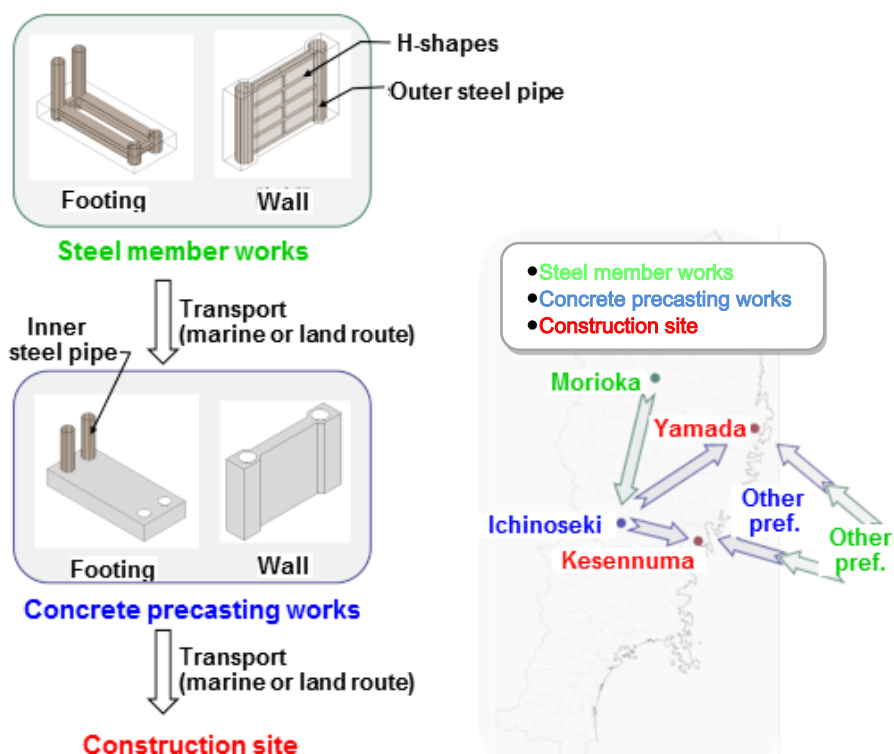 H-shapes
Outer steel pipe
Footing
Wall
Steel member works
Transport
(marine or land route)
Inner
steel pipe
Footing
Wall
Concrete precasting works
Transport
(marine or land route)
Construction site
●Steel member works
●Concrete precasting works
●Construction site
Morioka
Yamada
Ichinoseki
Other
pref.
Other
pref.
Kesennuma